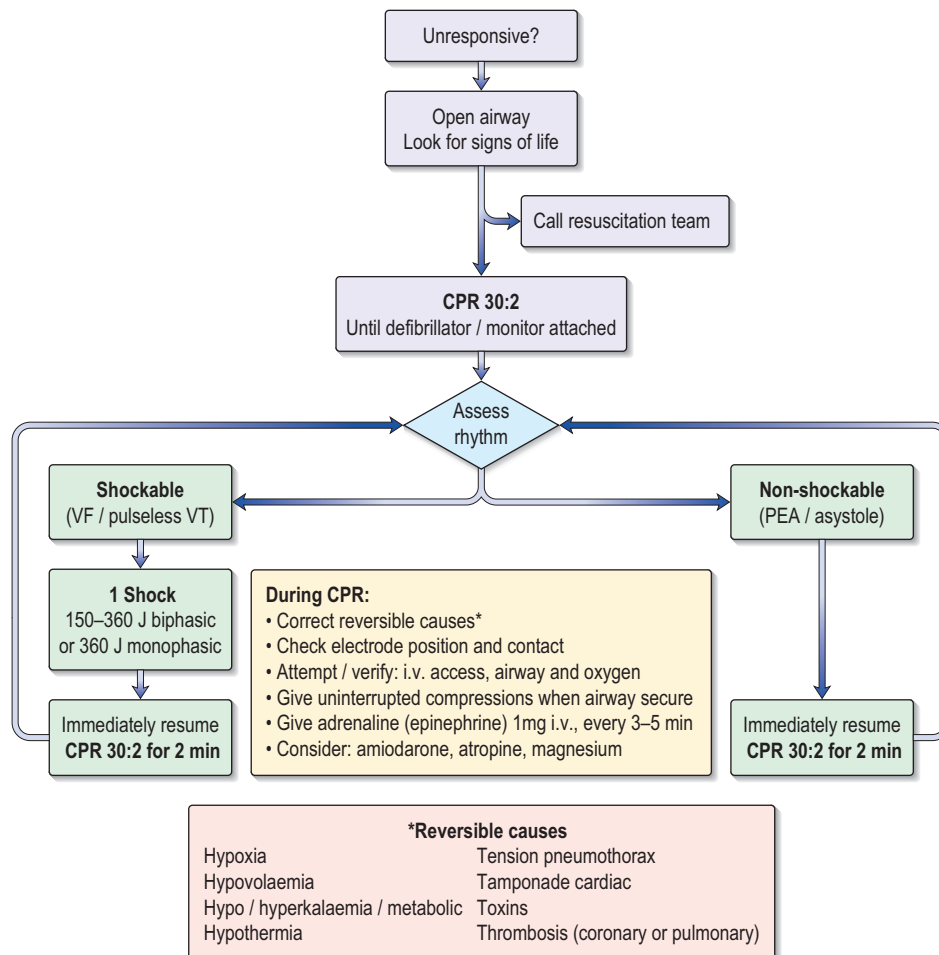 Unresponsive?
Open airway
Look for signs of life
Call resuscitation team
CPR 30:2
Until defibrillator / monitor attached
Assess
rhythm
Shockable
(VF / pulseless VT)
Non-shockable
(PEA / asystole)
1 Shock
150–360 J biphasic
or 360 J monophasic
Immediately resume
CPR 30:2 for 2 min
During CPR:
• Correct reversible causes*
• Check electrode position and contact
• Attempt / verify: i.v. access, airway and oxygen
• Give uninterrupted compressions when airway secure
• Give adrenaline (epinephrine) 1mg i.v., every 3–5 min
• Consider: amiodarone, atropine, magnesium
Immediately resume
CPR 30:2 for 2 min
*Reversible causes
Hypoxia
Hypovolaemia
Hypo / hyperkalaemia / metabolic
Hypothermia
Tension pneumothorax
Tamponade cardiac
Toxins
Thrombosis (coronary or pulmonary)